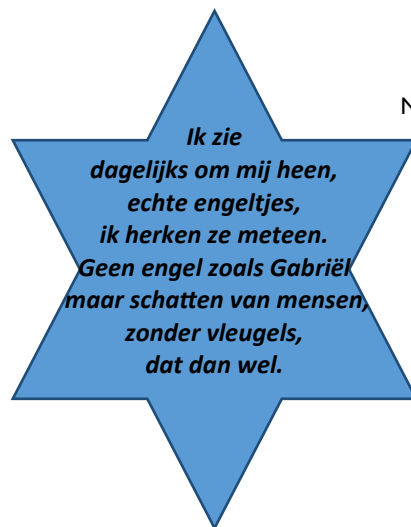 N
Ik zie
dagelijks om mij heen,
echte engeltjes,
ik herken ze meteen.
Geen engel zoals Gabriël
maar schatten van mensen,
zonder vleugels,
dat dan wel.